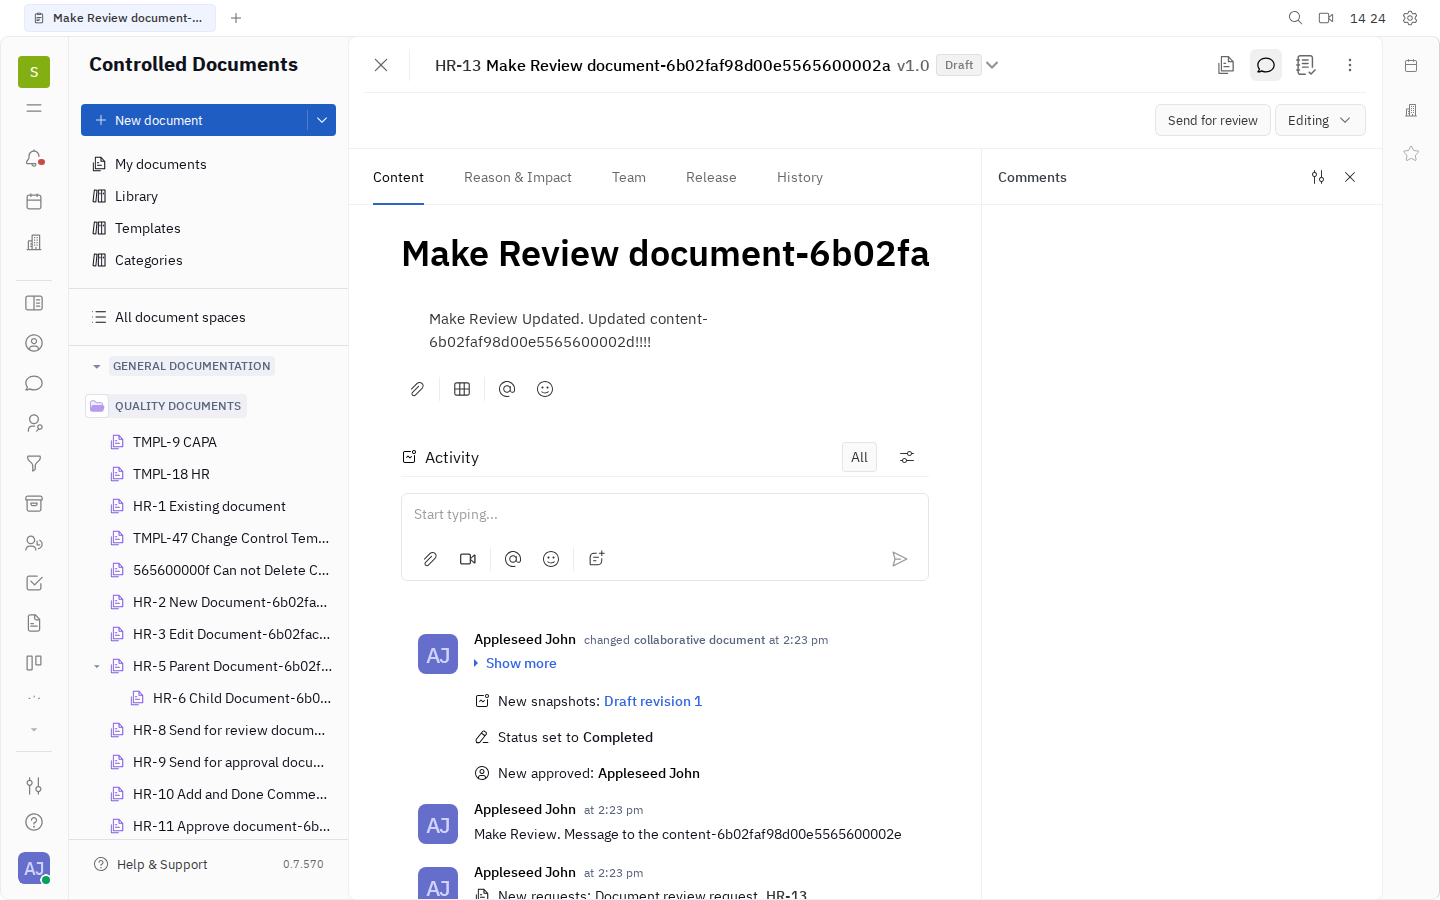 Make Review document-...
14 24
S
Controlled Documents
New document
My documents
Library
Templates
Categories
All document spaces
GENERAL DOCUMENTATION
QUALITY DOCUMENTS
TMPL-9 CAPA
TMPL-18 HR
HR-1 Existing document
TMPL-47 Change Control Tem...
565600000f Can not Delete C...
HR-2 New Document-6b02fa...
HR-3 Edit Document-6b02fac...
HR-5 Parent Document-6b02f...
HR-6 Child Document-6b0...
HR-8 Send for review docum...
HR-9 Send for approval docu...
HR-10 Add and Done Comme...
HR-11 Approve document-6b...
Help & Support 0.7.570
AJ
HR-13 Make Review document-6b02faf98d00e5565600002a v1.0 Draft
Send for review Editing
Content Reason & Impact Team Release History
Make Review document-6b02fa
Make Review Updated. Updated content-
6b02faf98d00e5565600002d!!!!
Activity All
Start typing...
AJ
Appleseed John changed collaborative document at 2:23 pm
Show more
New snapshots: Draft revision 1
Status set to Completed
New approved: Appleseed John
AJ
Appleseed John at 2:23 pm
Make Review. Message to the content-6b02faf98d00e5565600002e
AJ
Appleseed John at 2:23 pm
New requests: Document review request HR-13
Comments